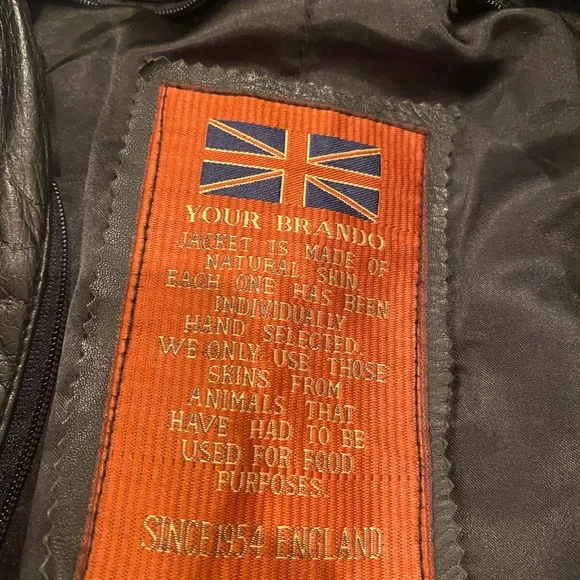 YOUR BRANDO
JACKET IS MADE OF
NATURAL SKIN.
EACH ONE HAS BEEN
INDIVIDUALLY
HAND SELECTED.
WE ONLY USE THOSE
SKINS FROM
ANIMALS THAT
HAVE HAD TO BE
USED FOR FOOD
PURPOSES.
SINCE 1954 ENGLAND